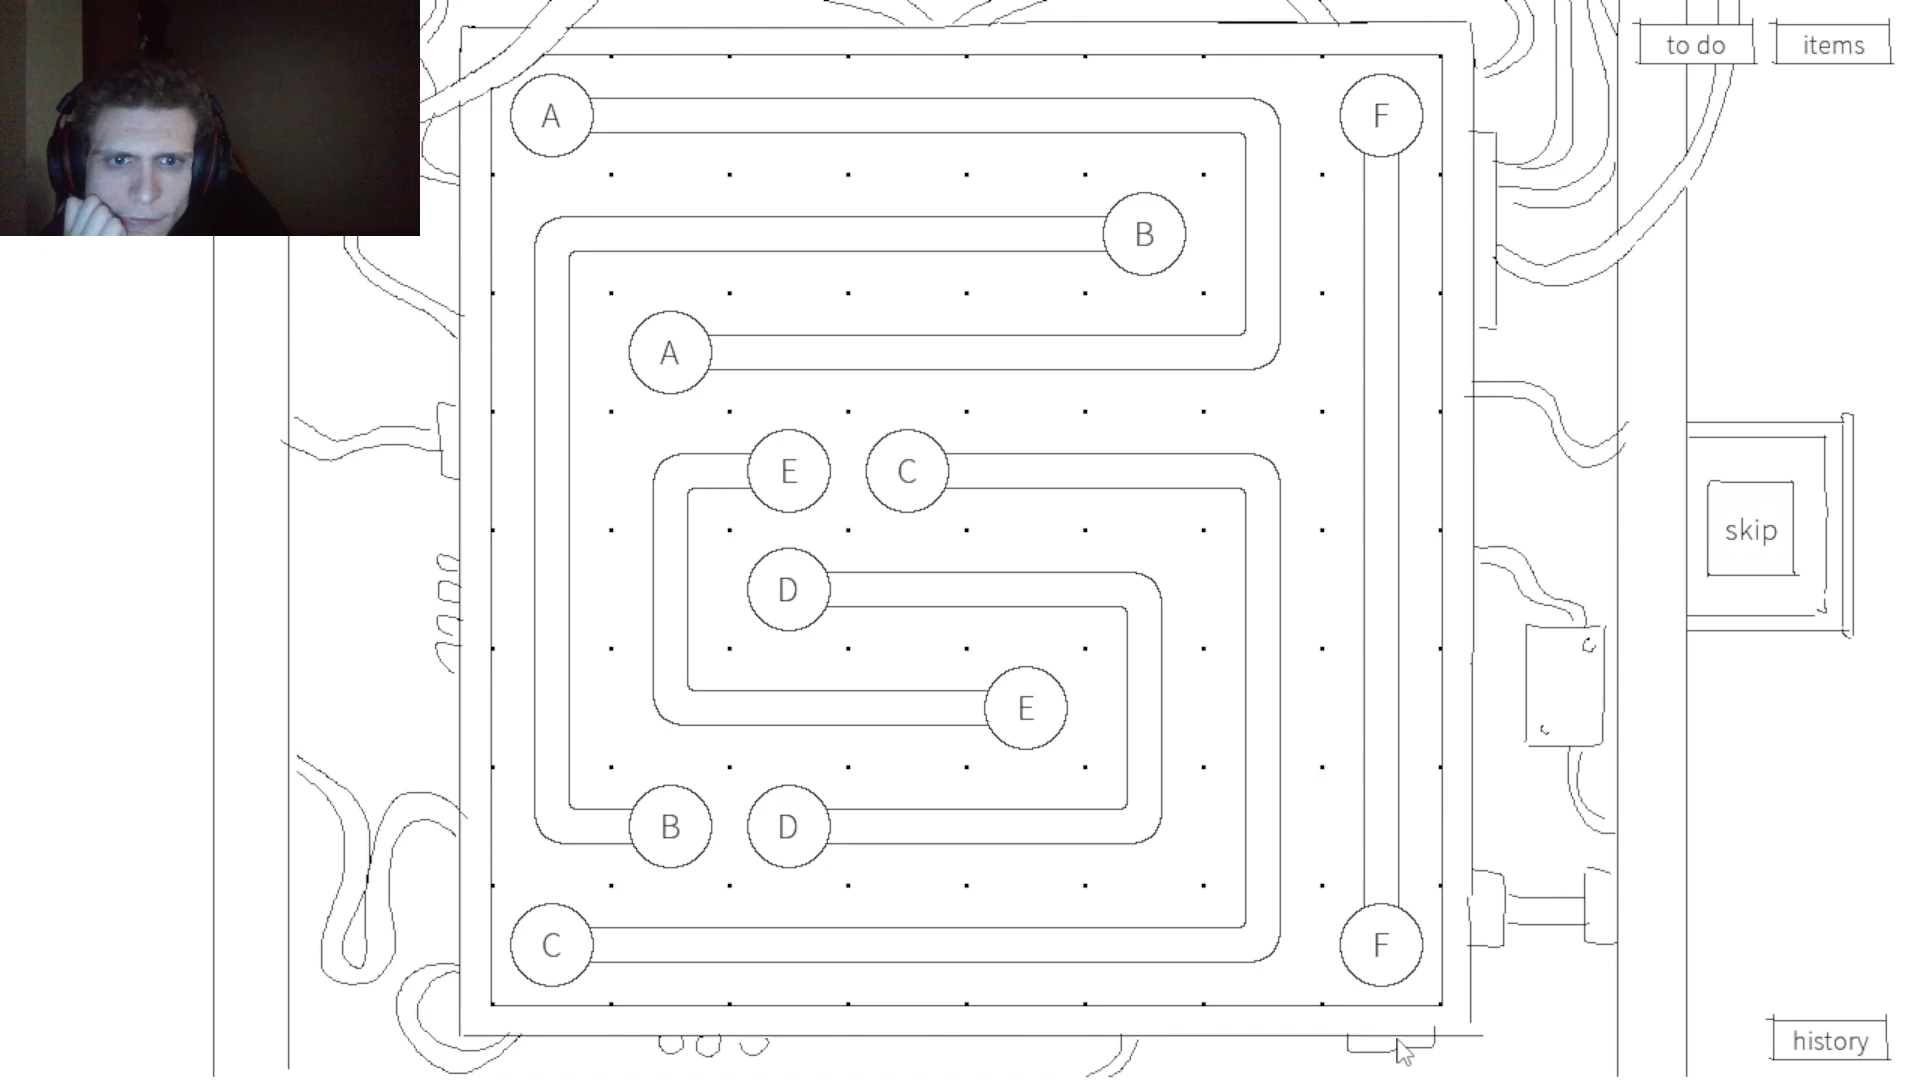 to do items
A F
B
A
E C
D skip
E
B D
C F
history